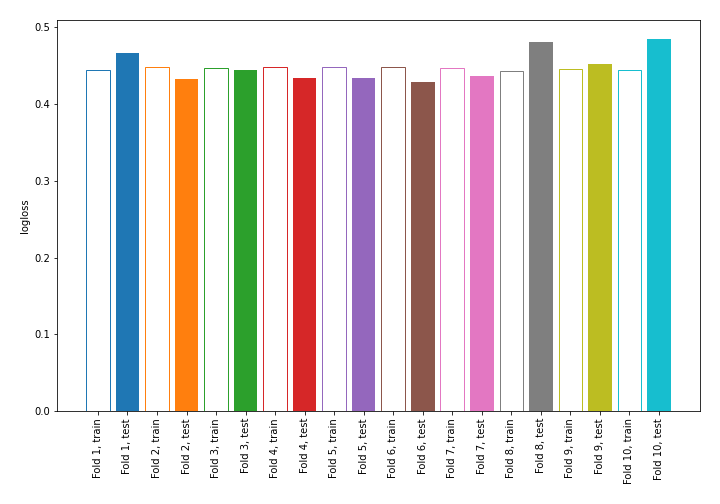 0.5
0.4
0.3
0.2
0.1
0.0
logloss
Fold 1, train
Fold 1, test
Fold 2, train
Fold 2, test
Fold 3, train
Fold 3, test
Fold 4, train
Fold 4, test
Fold 5, train
Fold 5, test
Fold 6, train
Fold 6, test
Fold 7, train
Fold 7, test
Fold 8, train
Fold 8, test
Fold 9, train
Fold 9, test
Fold 10, train
Fold 10, test